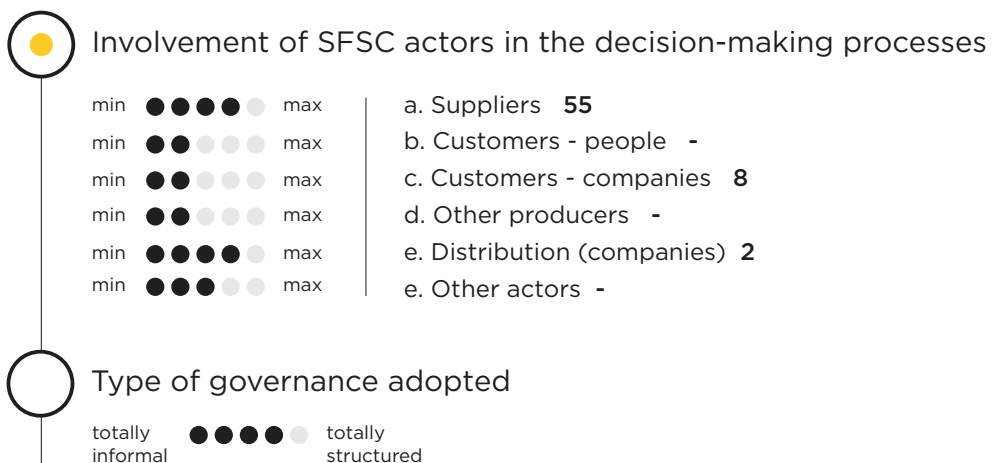 Involvement of SFSC actors in the decision-making processes
min max a. Suppliers 55
min max b. Customers - people -
min max c. Customers - companies 8
min max d. Other producers -
min max e. Distribution (companies) 2
min max e. Other actors -
Type of governance adopted
totally totally
informal structured